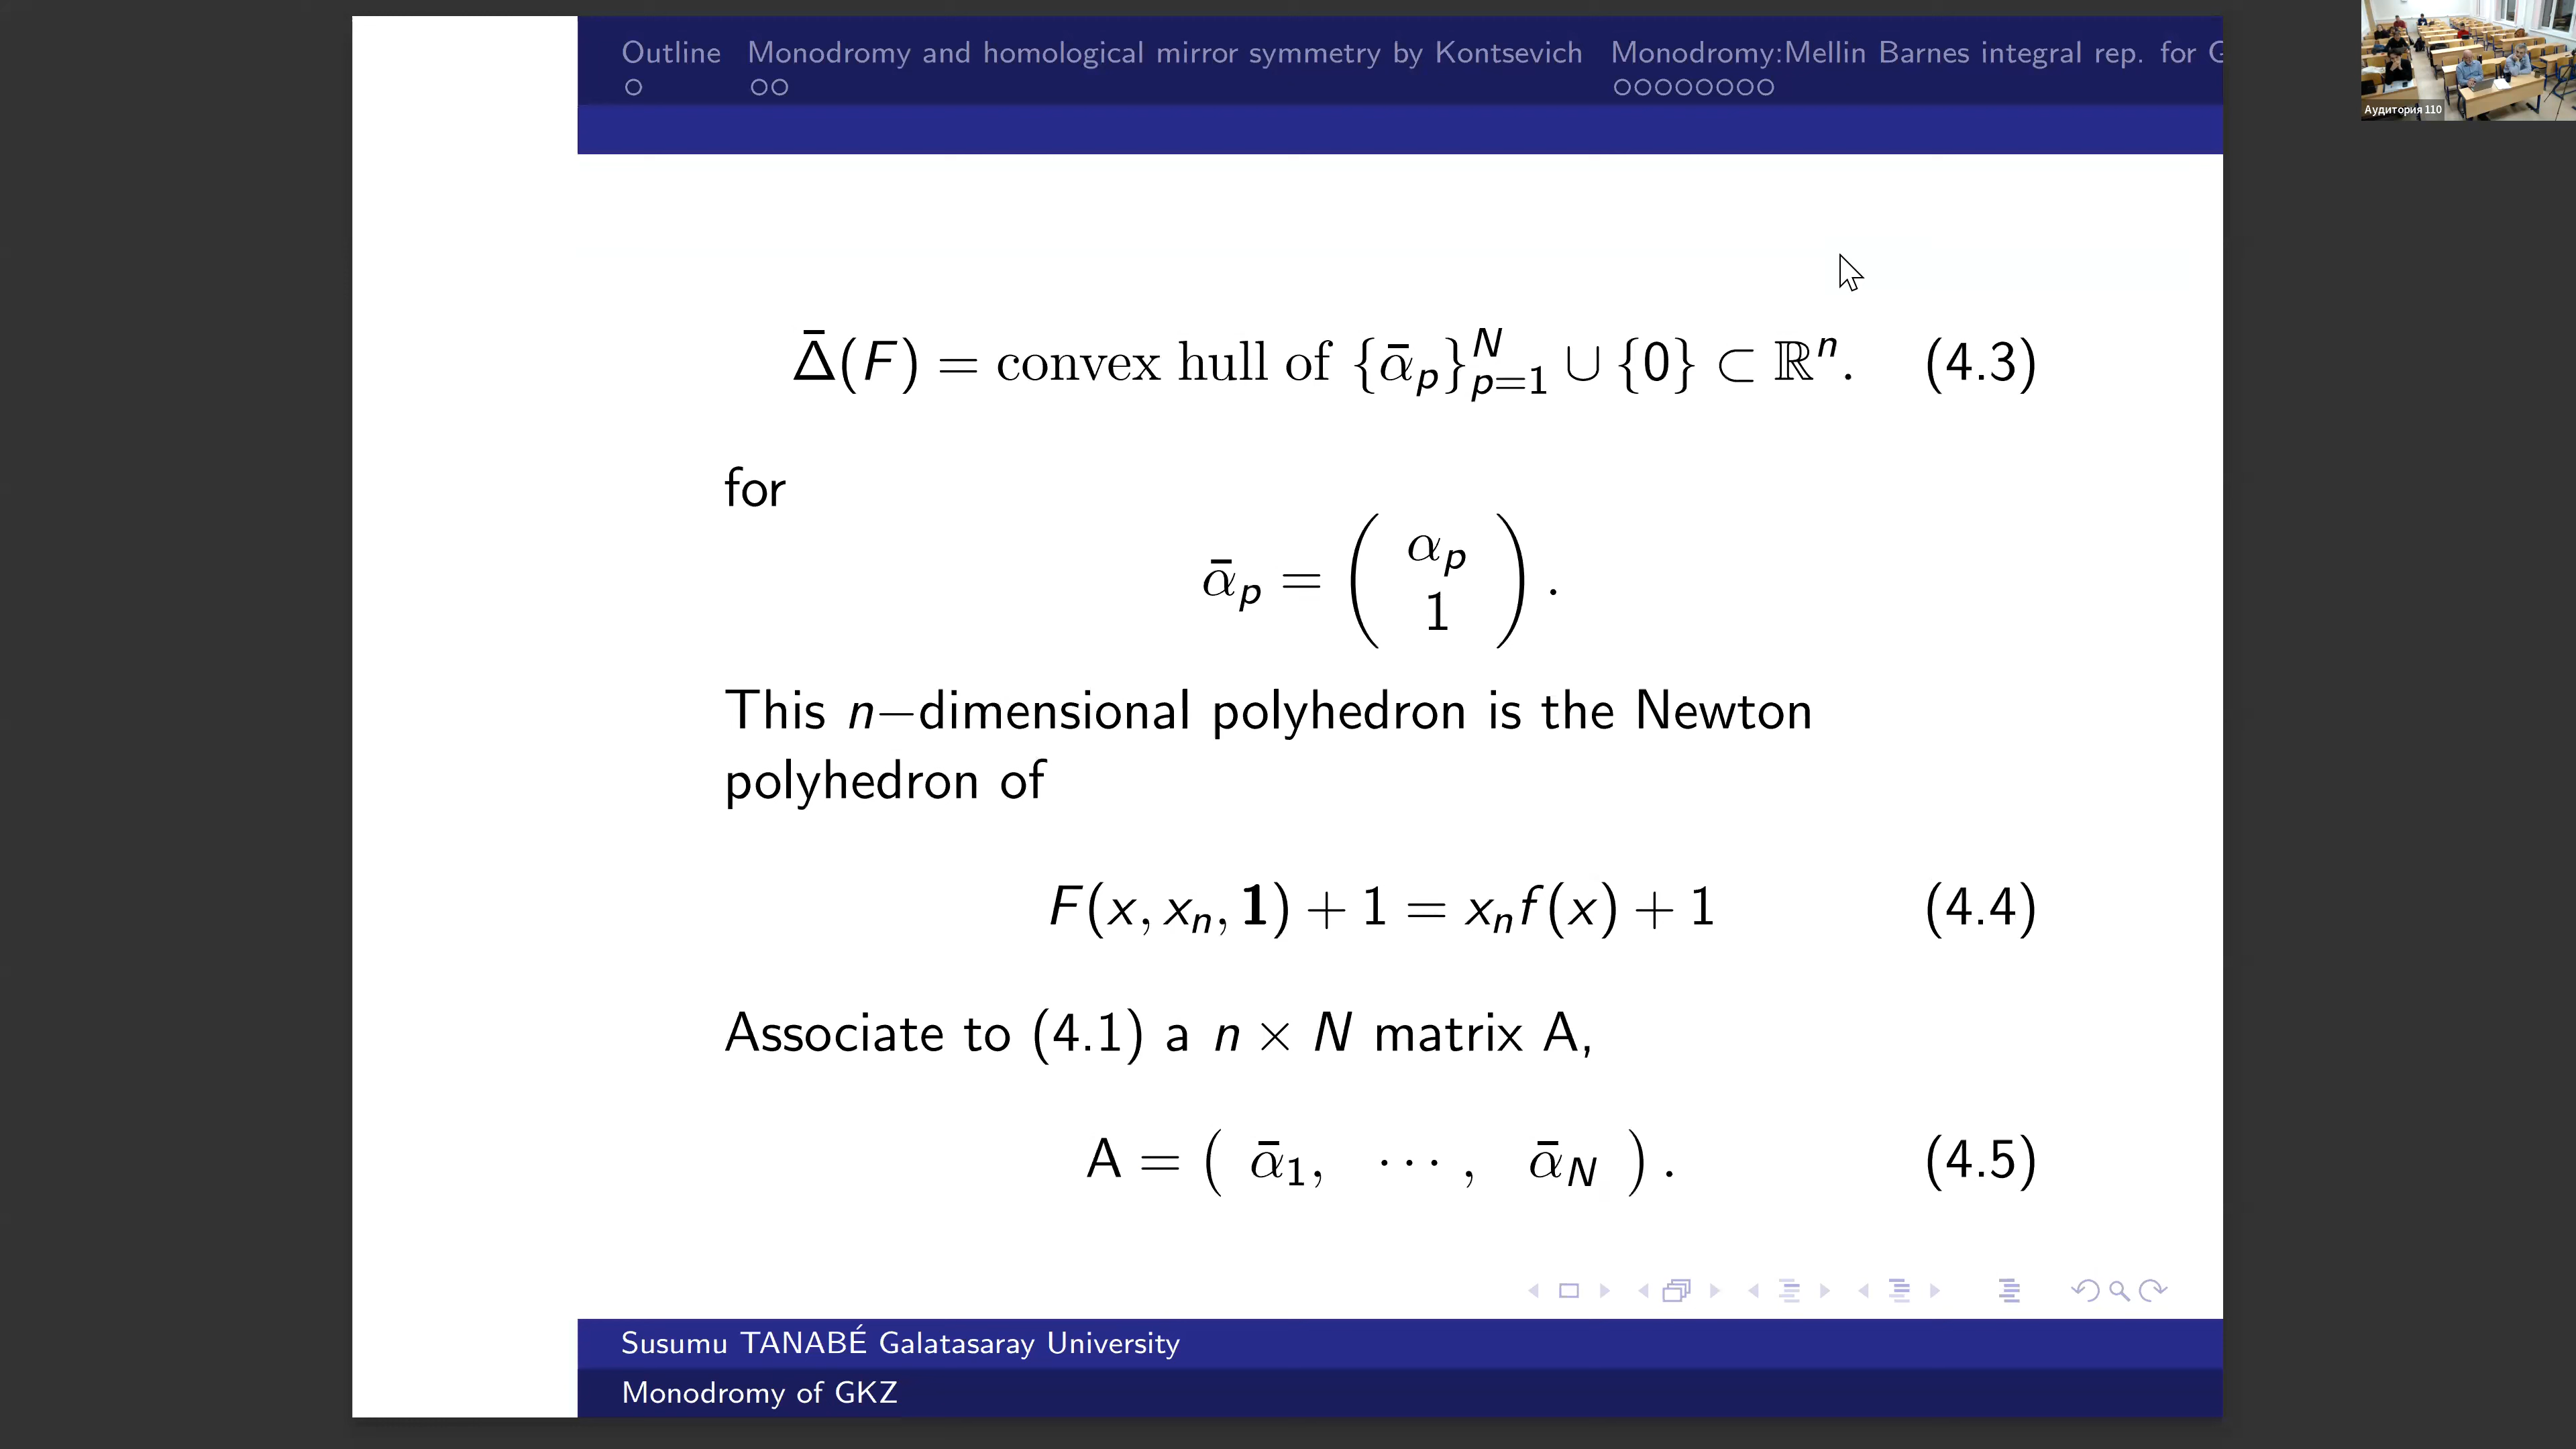 Outline Monodromy and homological mirror symmetry by Kontsevich Monodromy:Mellin Barnes integral rep. for G
Аудитория 110
Δ̄(F) = convex hull of {ᾱ_p}_{p=1}^N ∪ {0} ⊂ ℝ^n. (4.3)
for
ᾱ_p = ( α_p
1 ) .
This n−dimensional polyhedron is the Newton
polyhedron of
F(x, x_n, 1) + 1 = x_n f(x) + 1 (4.4)
Associate to (4.1) a n × N matrix A,
A = ( ᾱ_1, ⋯ , ᾱ_N ) . (4.5)
Susumu TANABÉ Galatasaray University
Monodromy of GKZ